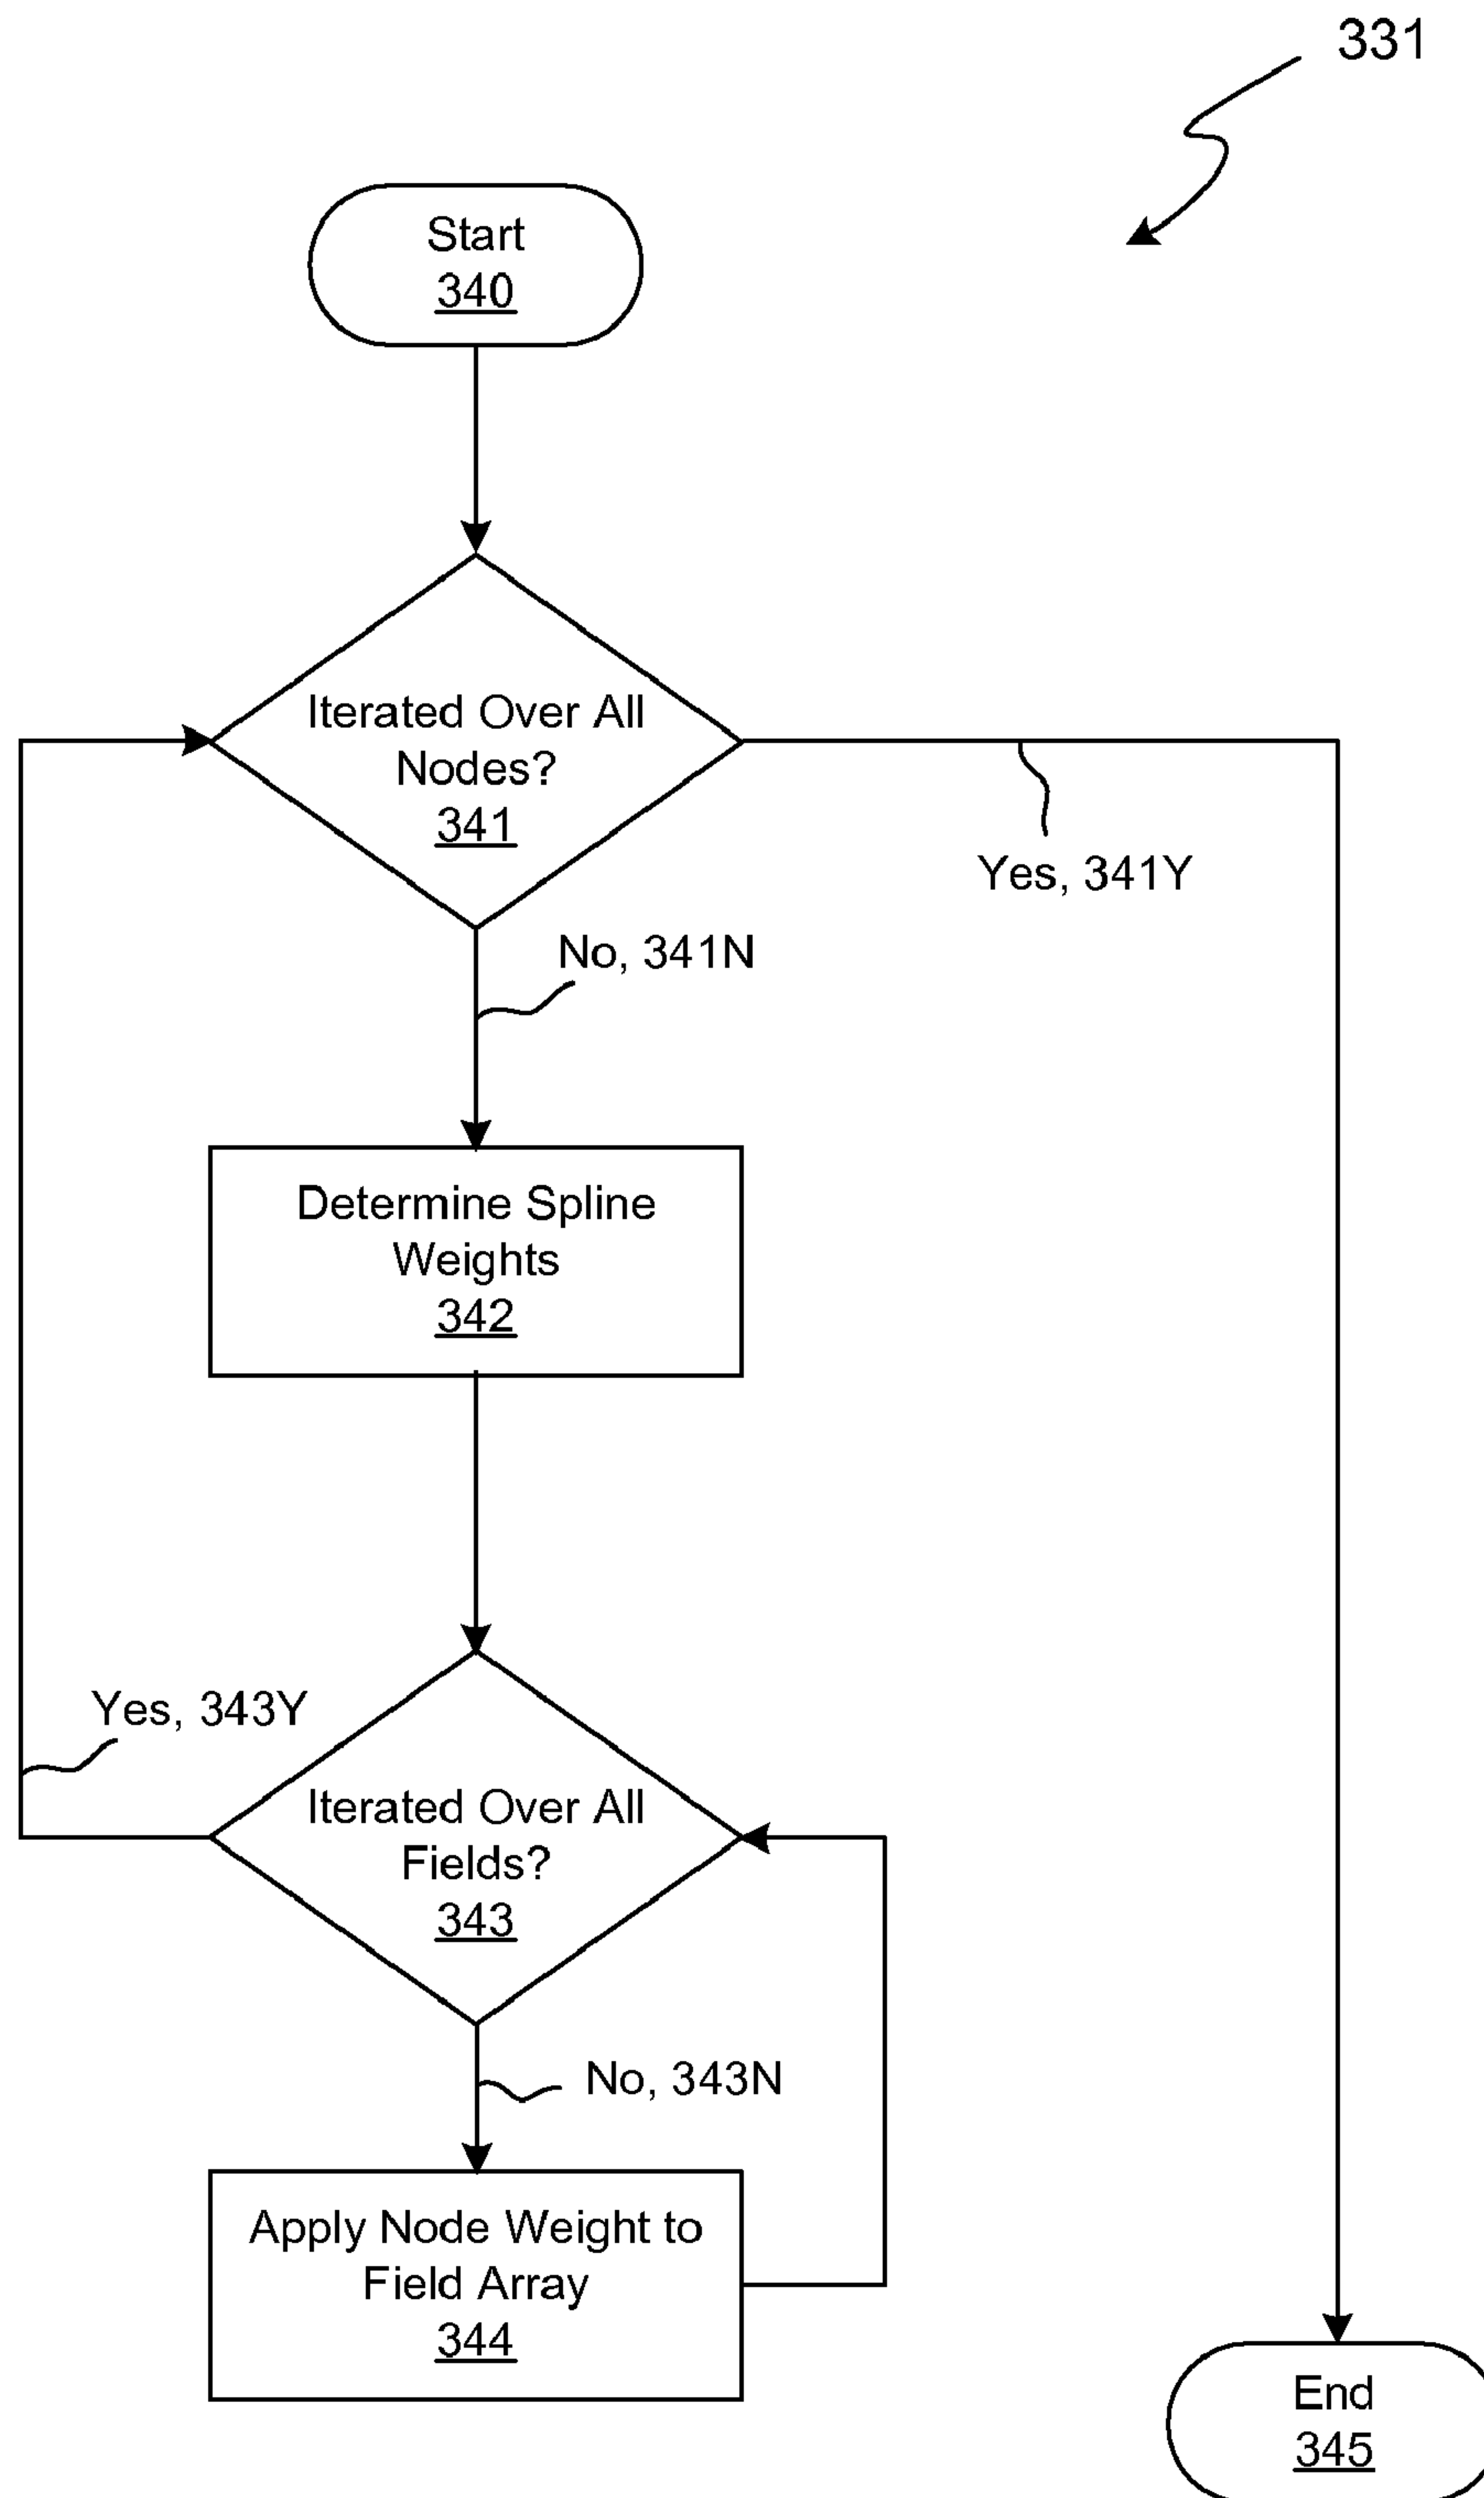 331
Start
340
Iterated Over All
Nodes?
341
Yes, 341Y
No, 341N
Determine Spline
Weights
342
Yes, 343Y
Iterated Over All
Fields?
343
No, 343N
Apply Node Weight to
Field Array
344
End
345